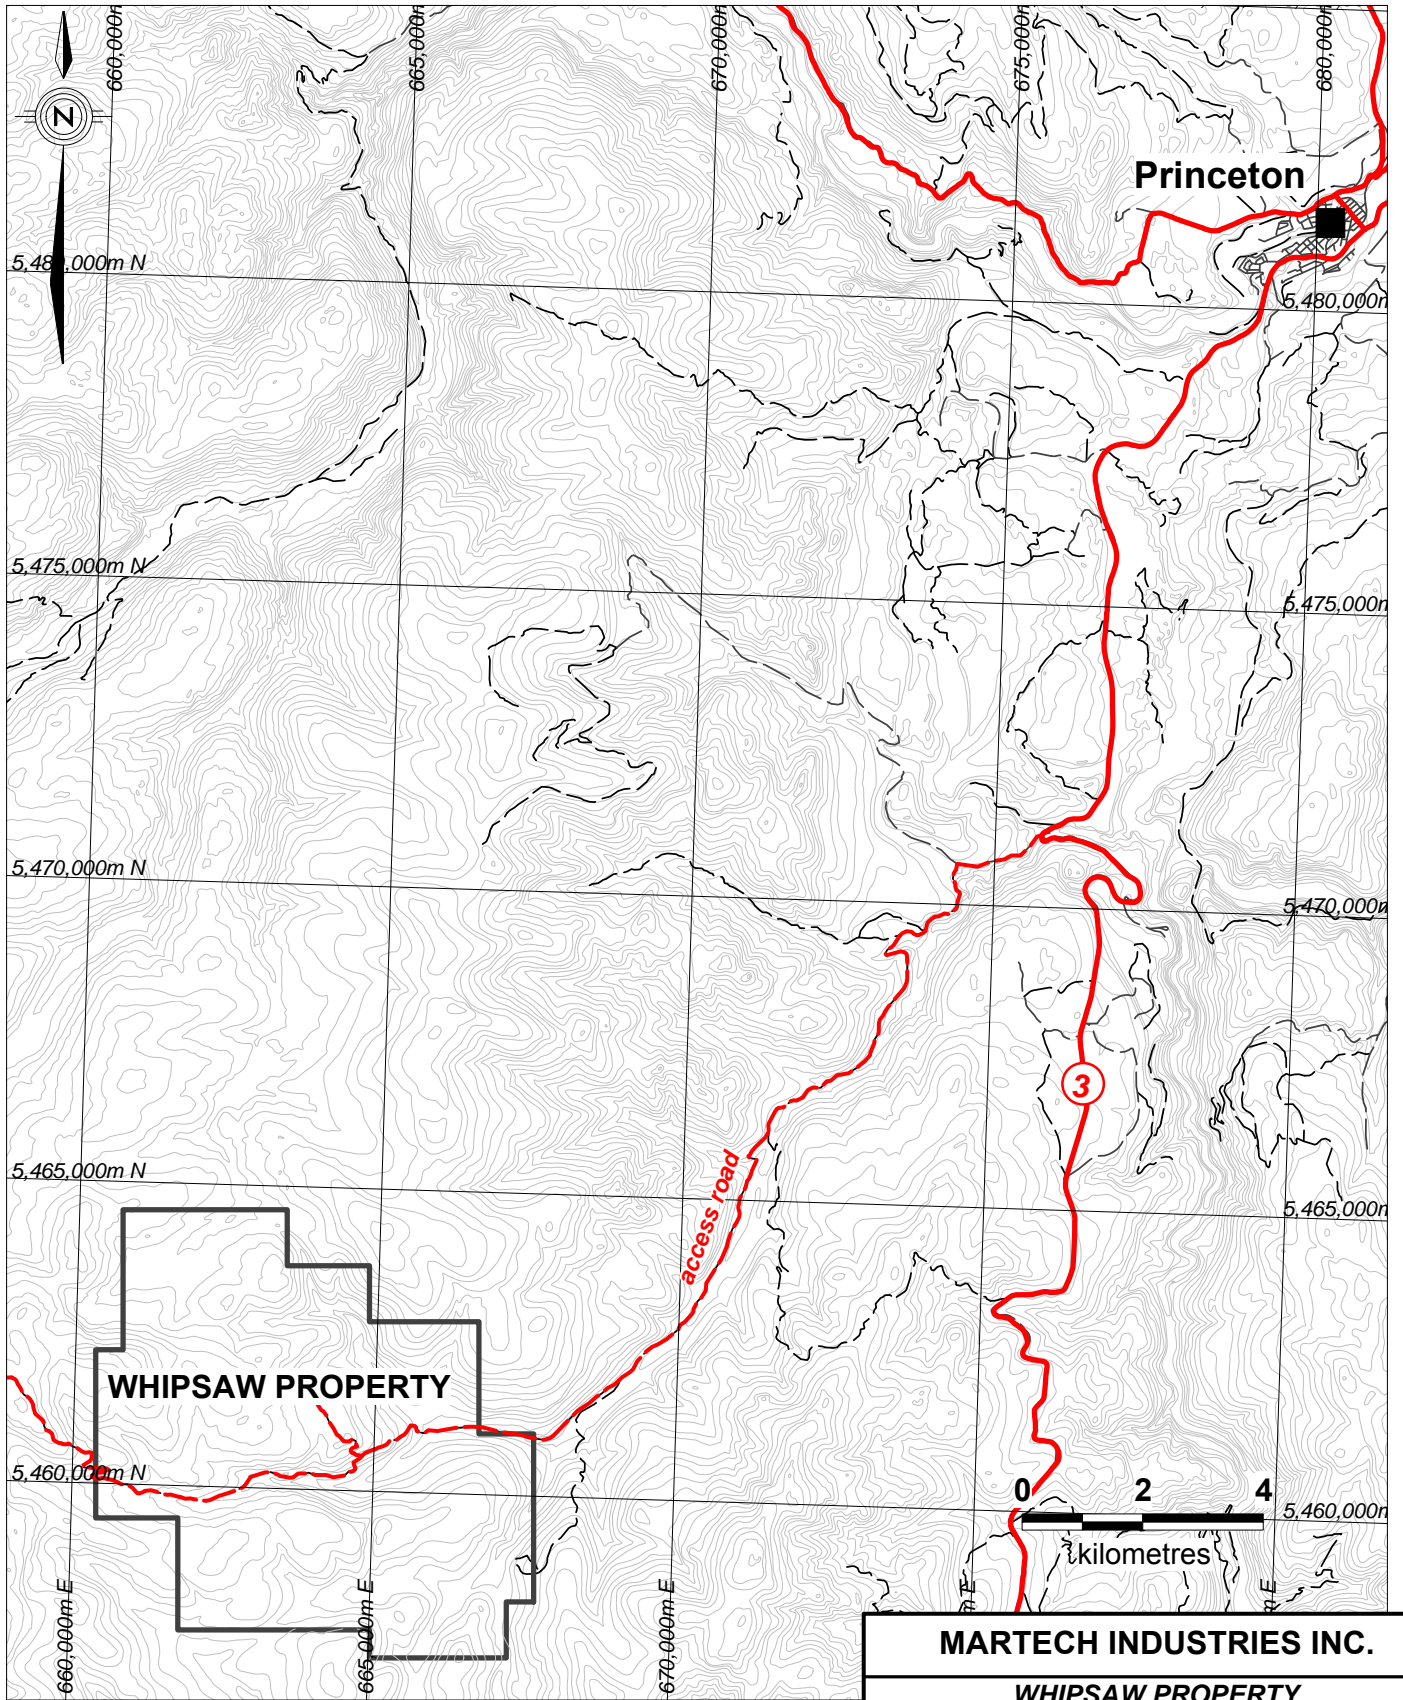 660,000m
665,000m
670,000m
675,000m
680,000m
N
Princeton
5,480,000m N
5,480,000m
5,475,000m N
5,475,000m
5,470,000m N
5,470,000m
3
5,465,000m N
access road
5,465,000m
WHIPSAW PROPERTY
5,460,000m N
0 2 4
5,460,000m
kilometres
660,000m E
665,000m E
670,000m E
m E
m E
MARTECH INDUSTRIES INC.
WHIPSAW PROPERTY